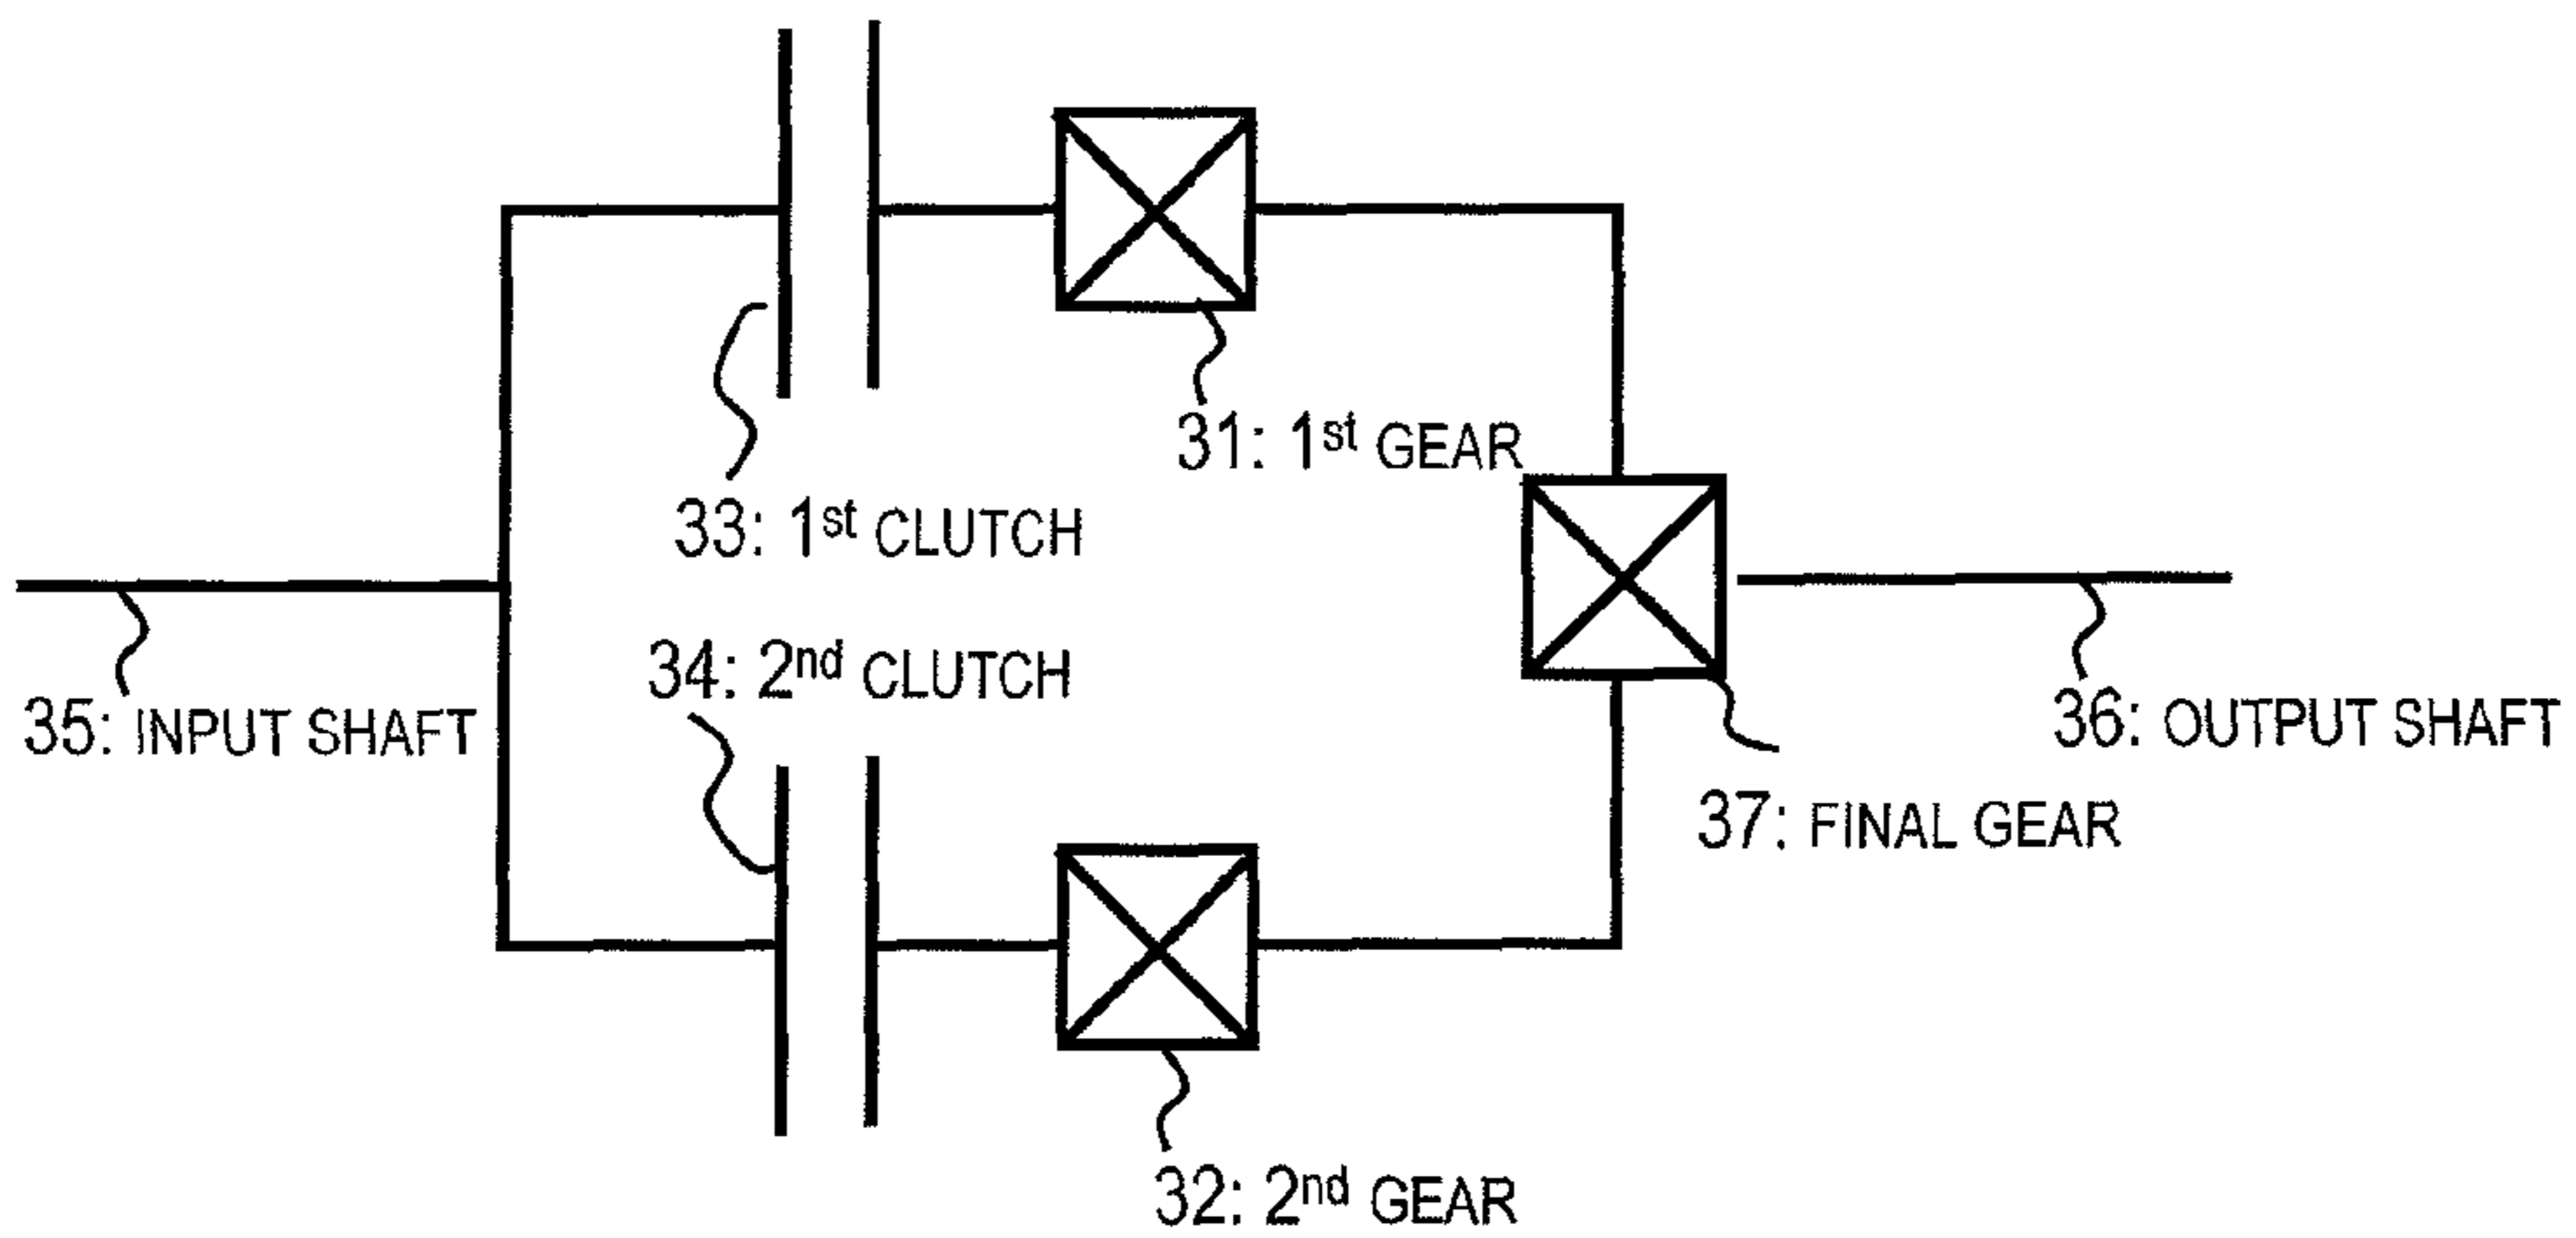 31: 1st GEAR
33: 1st CLUTCH
34: 2nd CLUTCH
35: INPUT SHAFT
36: OUTPUT SHAFT
37: FINAL GEAR
32: 2nd GEAR